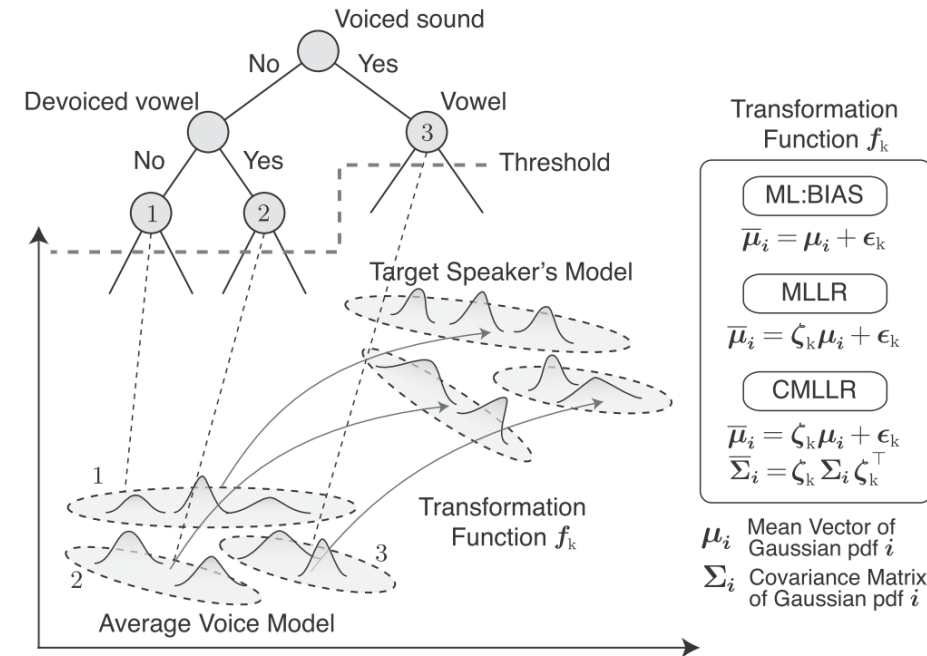 Voiced sound
No
Yes
Devoiced vowel
Vowel
3
No
Yes
Threshold
1
2
Target Speaker's Model
1
2
3
Transformation
Function f_k
Average Voice Model
Transformation
Function f_k
ML:BIAS
μ̅_i = μ_i + ϵ_k
MLLR
μ̅_i = ζ_k μ_i + ϵ_k
CMLLR
μ̅_i = ζ_k μ_i + ϵ_k
Σ̅_i = ζ_k Σ_i ζ_k^⊤
μ_i Mean Vector of
Gaussian pdf i
Σ_i Covariance Matrix
of Gaussian pdf i